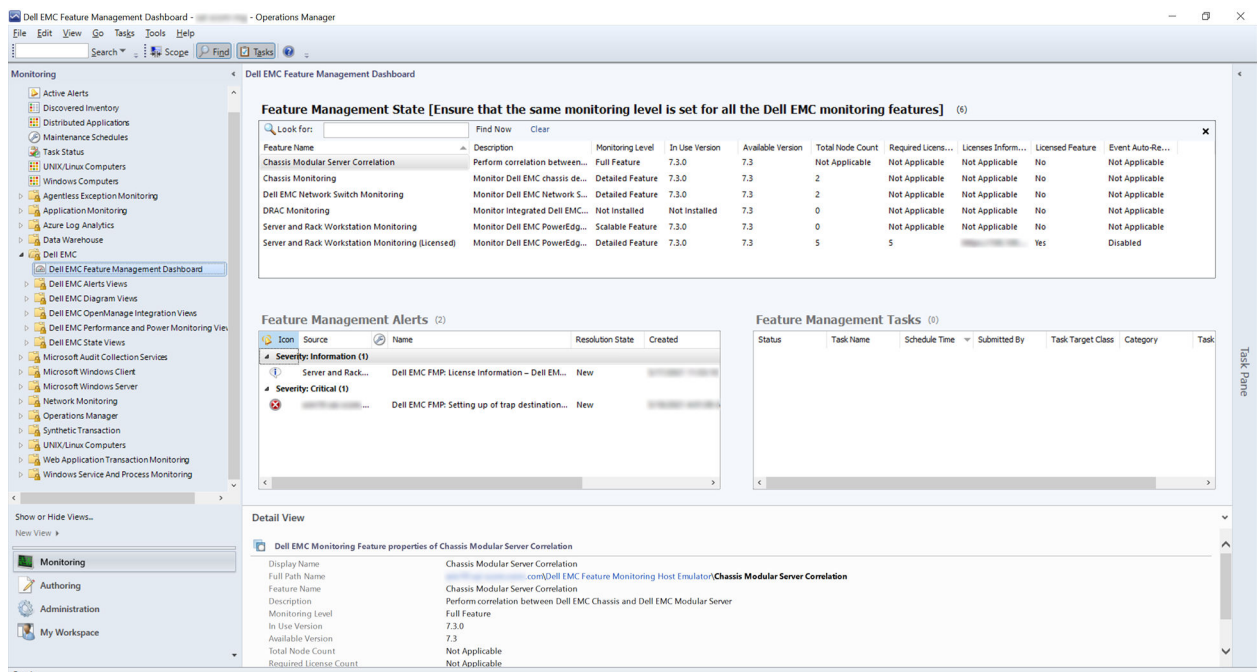 Dell EMC Feature Management Dashboard - - Operations Manager
File Edit View Go Tasks Tools Help
Search Scope Find Tasks
Monitoring
Active Alerts
Discovered Inventory
Distributed Applications
Maintenance Schedules
Task Status
UNIX/Linux Computers
Windows Computers
Agentless Exception Monitoring
Application Monitoring
Azure Log Analytics
Data Warehouse
Dell EMC
Dell EMC Feature Management Dashboard
Dell EMC Alerts Views
Dell EMC Diagram Views
Dell EMC OpenManage Integration Views
Dell EMC Performance and Power Monitoring View
Dell EMC State Views
Microsoft Audit Collection Services
Microsoft Windows Client
Microsoft Windows Server
Network Monitoring
Operations Manager
Synthetic Transaction
UNIX/Linux Computers
Web Application Transaction Monitoring
Windows Service And Process Monitoring
Show or Hide Views...
New View
Monitoring
Authoring
Administration
My Workspace
Dell EMC Feature Management Dashboard
Feature Management State [Ensure that the same monitoring level is set for all the Dell EMC monitoring features] (6)
Look for: Find Now Clear
Feature Name Description Monitoring Level In Use Version Available Version Total Node Count Required Licens... Licenses Inform... Licensed Feature Event Auto-Re...
Chassis Modular Server Correlation Perform correlation between... Full Feature 7.3.0 7.3 Not Applicable Not Applicable Not Applicable No Not Applicable
Chassis Monitoring Monitor Dell EMC chassis de... Detailed Feature 7.3.0 7.3 2 Not Applicable Not Applicable No Not Applicable
Dell EMC Network Switch Monitoring Monitor Dell EMC Network S... Detailed Feature 7.3.0 7.3 2 Not Applicable Not Applicable No Not Applicable
DRAC Monitoring Monitor Integrated Dell EMC... Not Installed Not Installed 7.3 0 Not Applicable Not Applicable No Not Applicable
Server and Rack Workstation Monitoring Monitor Dell EMC PowerEdg... Scalable Feature 7.3.0 7.3 0 Not Applicable Not Applicable No Not Applicable
Server and Rack Workstation Monitoring (Licensed) Monitor Dell EMC PowerEdg... Detailed Feature 7.3.0 7.3 5 5 Yes Disabled
Feature Management Alerts (2)
Icon Source Name Resolution State Created
Severity: Information (1)
Server and Rack... Dell EMC FMP: License Information – Dell EM... New
Severity: Critical (1)
... Dell EMC FMP: Setting up of trap destination... New
Feature Management Tasks (0)
Status Task Name Schedule Time Submitted By Task Target Class Category Task
Task Pane
Detail View
Dell EMC Monitoring Feature properties of Chassis Modular Server Correlation
Display Name Chassis Modular Server Correlation
Full Path Name .com\Dell EMC Feature Monitoring Host Emulator\Chassis Modular Server Correlation
Feature Name Chassis Modular Server Correlation
Description Perform correlation between Dell EMC Chassis and Dell EMC Modular Server
Monitoring Level Full Feature
In Use Version 7.3.0
Available Version 7.3
Total Node Count Not Applicable
Required License Count Not Applicable